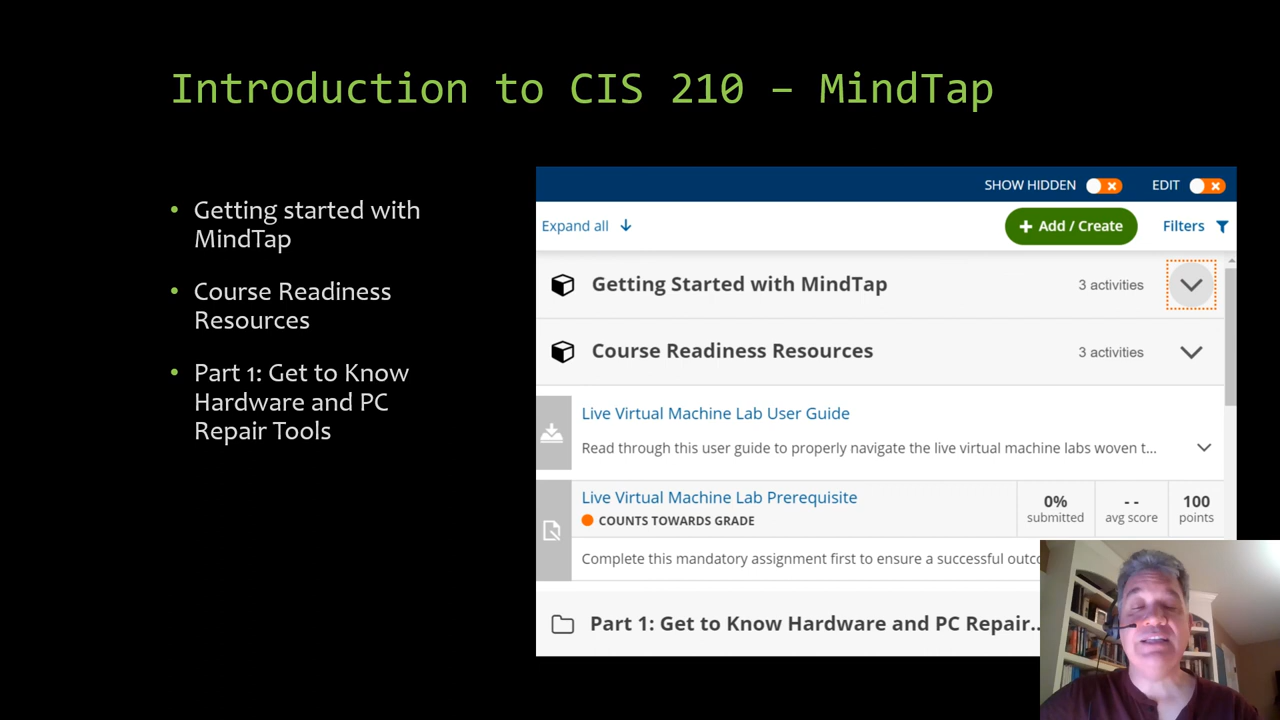 Introduction to CIS 210 – MindTap
• Getting started with
MindTap
• Course Readiness
Resources
• Part 1: Get to Know
Hardware and PC
Repair Tools
SHOW HIDDEN EDIT
Expand all + Add / Create Filters
Getting Started with MindTap 3 activities
Course Readiness Resources 3 activities
Live Virtual Machine Lab User Guide
Read through this user guide to properly navigate the live virtual machine labs woven t...
Live Virtual Machine Lab Prerequisite
COUNTS TOWARDS GRADE
0% submitted
-- avg score
100 points
Complete this mandatory assignment first to ensure a successful outc
Part 1: Get to Know Hardware and PC Repair..